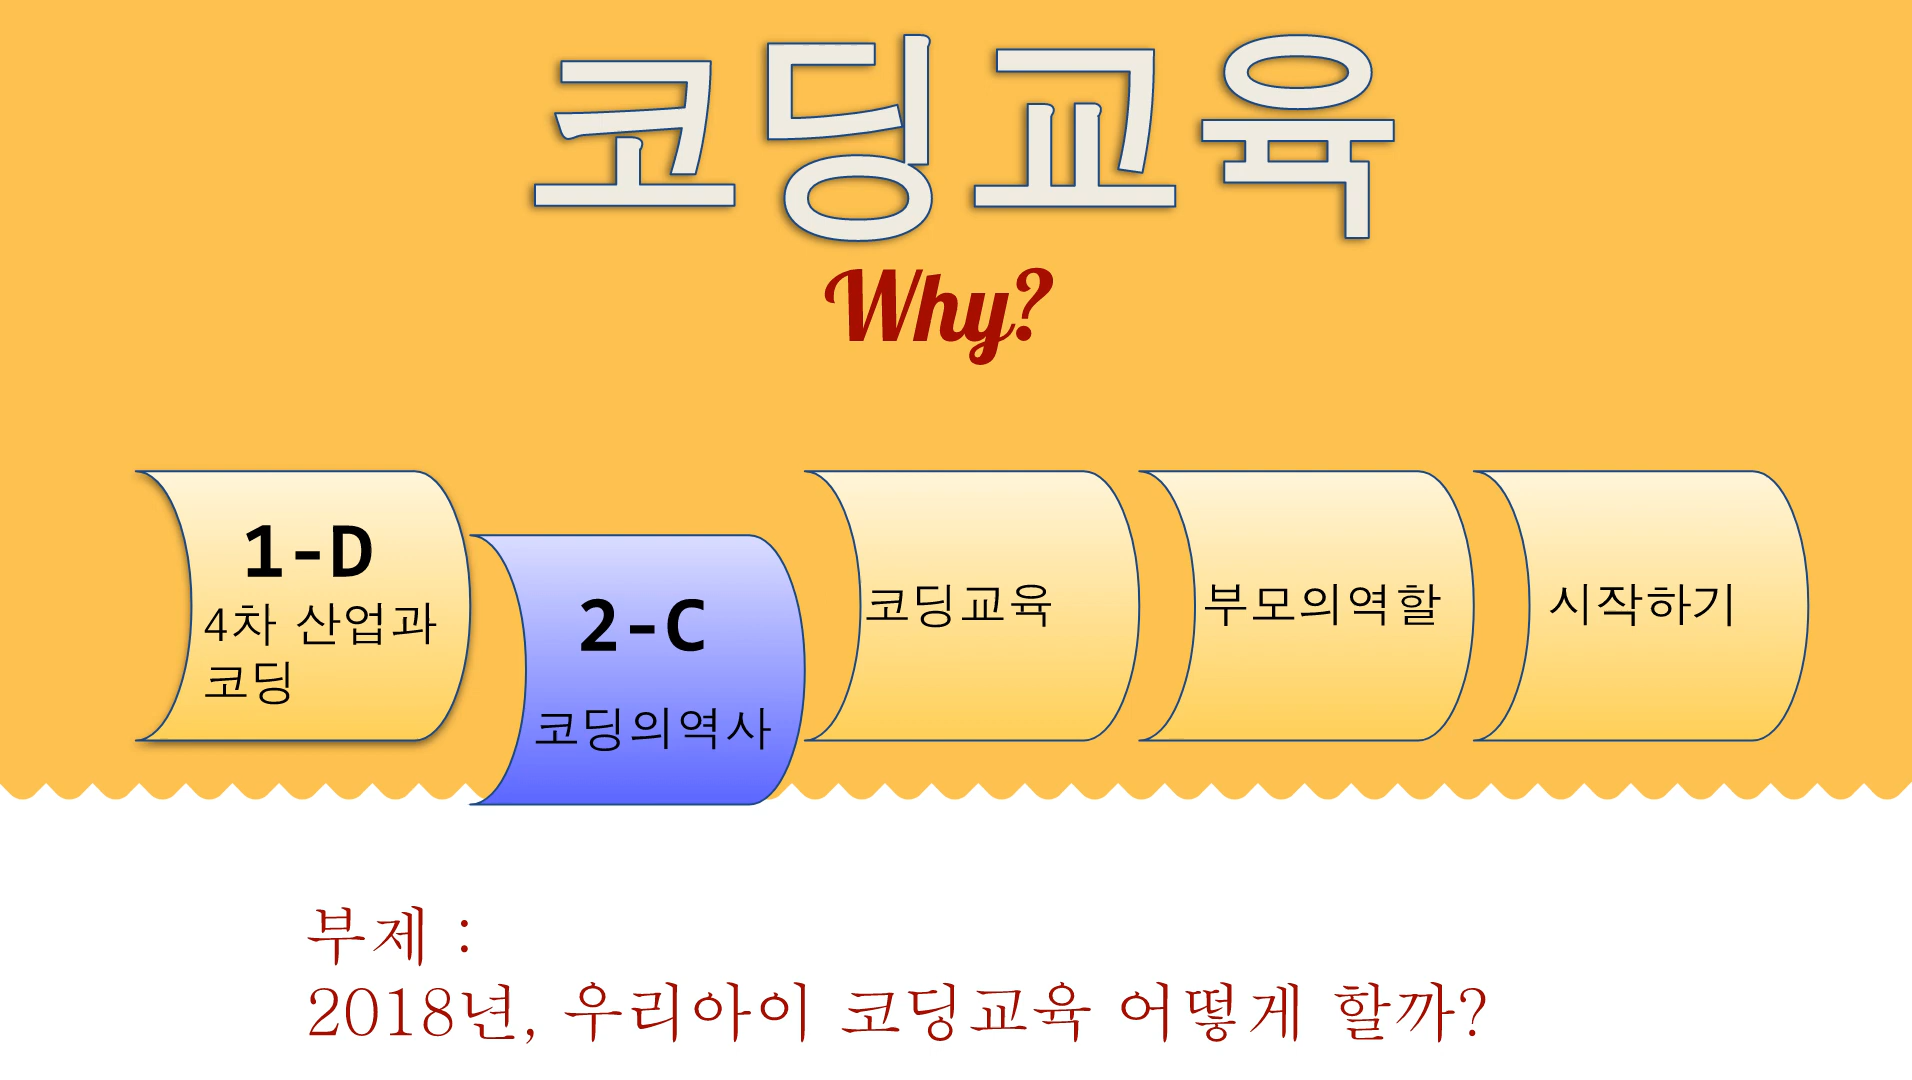 코딩교육
Why?
1-D
4차 산업과
코딩
2-C
코딩의역사
코딩교육
부모의역할
시작하기
부제 :
2018년, 우리아이 코딩교육 어떻게 할까?